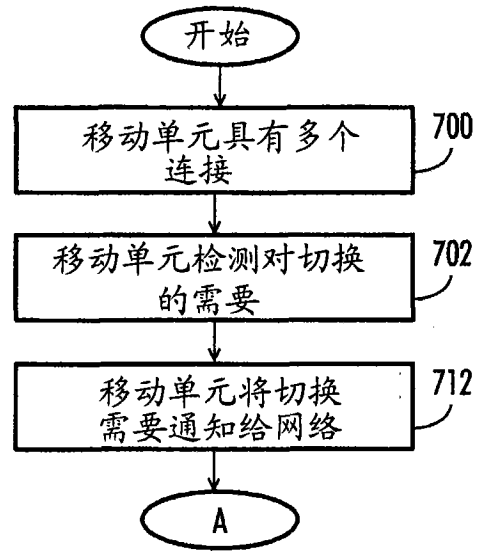 开始
移动单元具有多个
连接
700
移动单元检测对切换
的需要
702
移动单元将切换
需要通知给网络
712
A